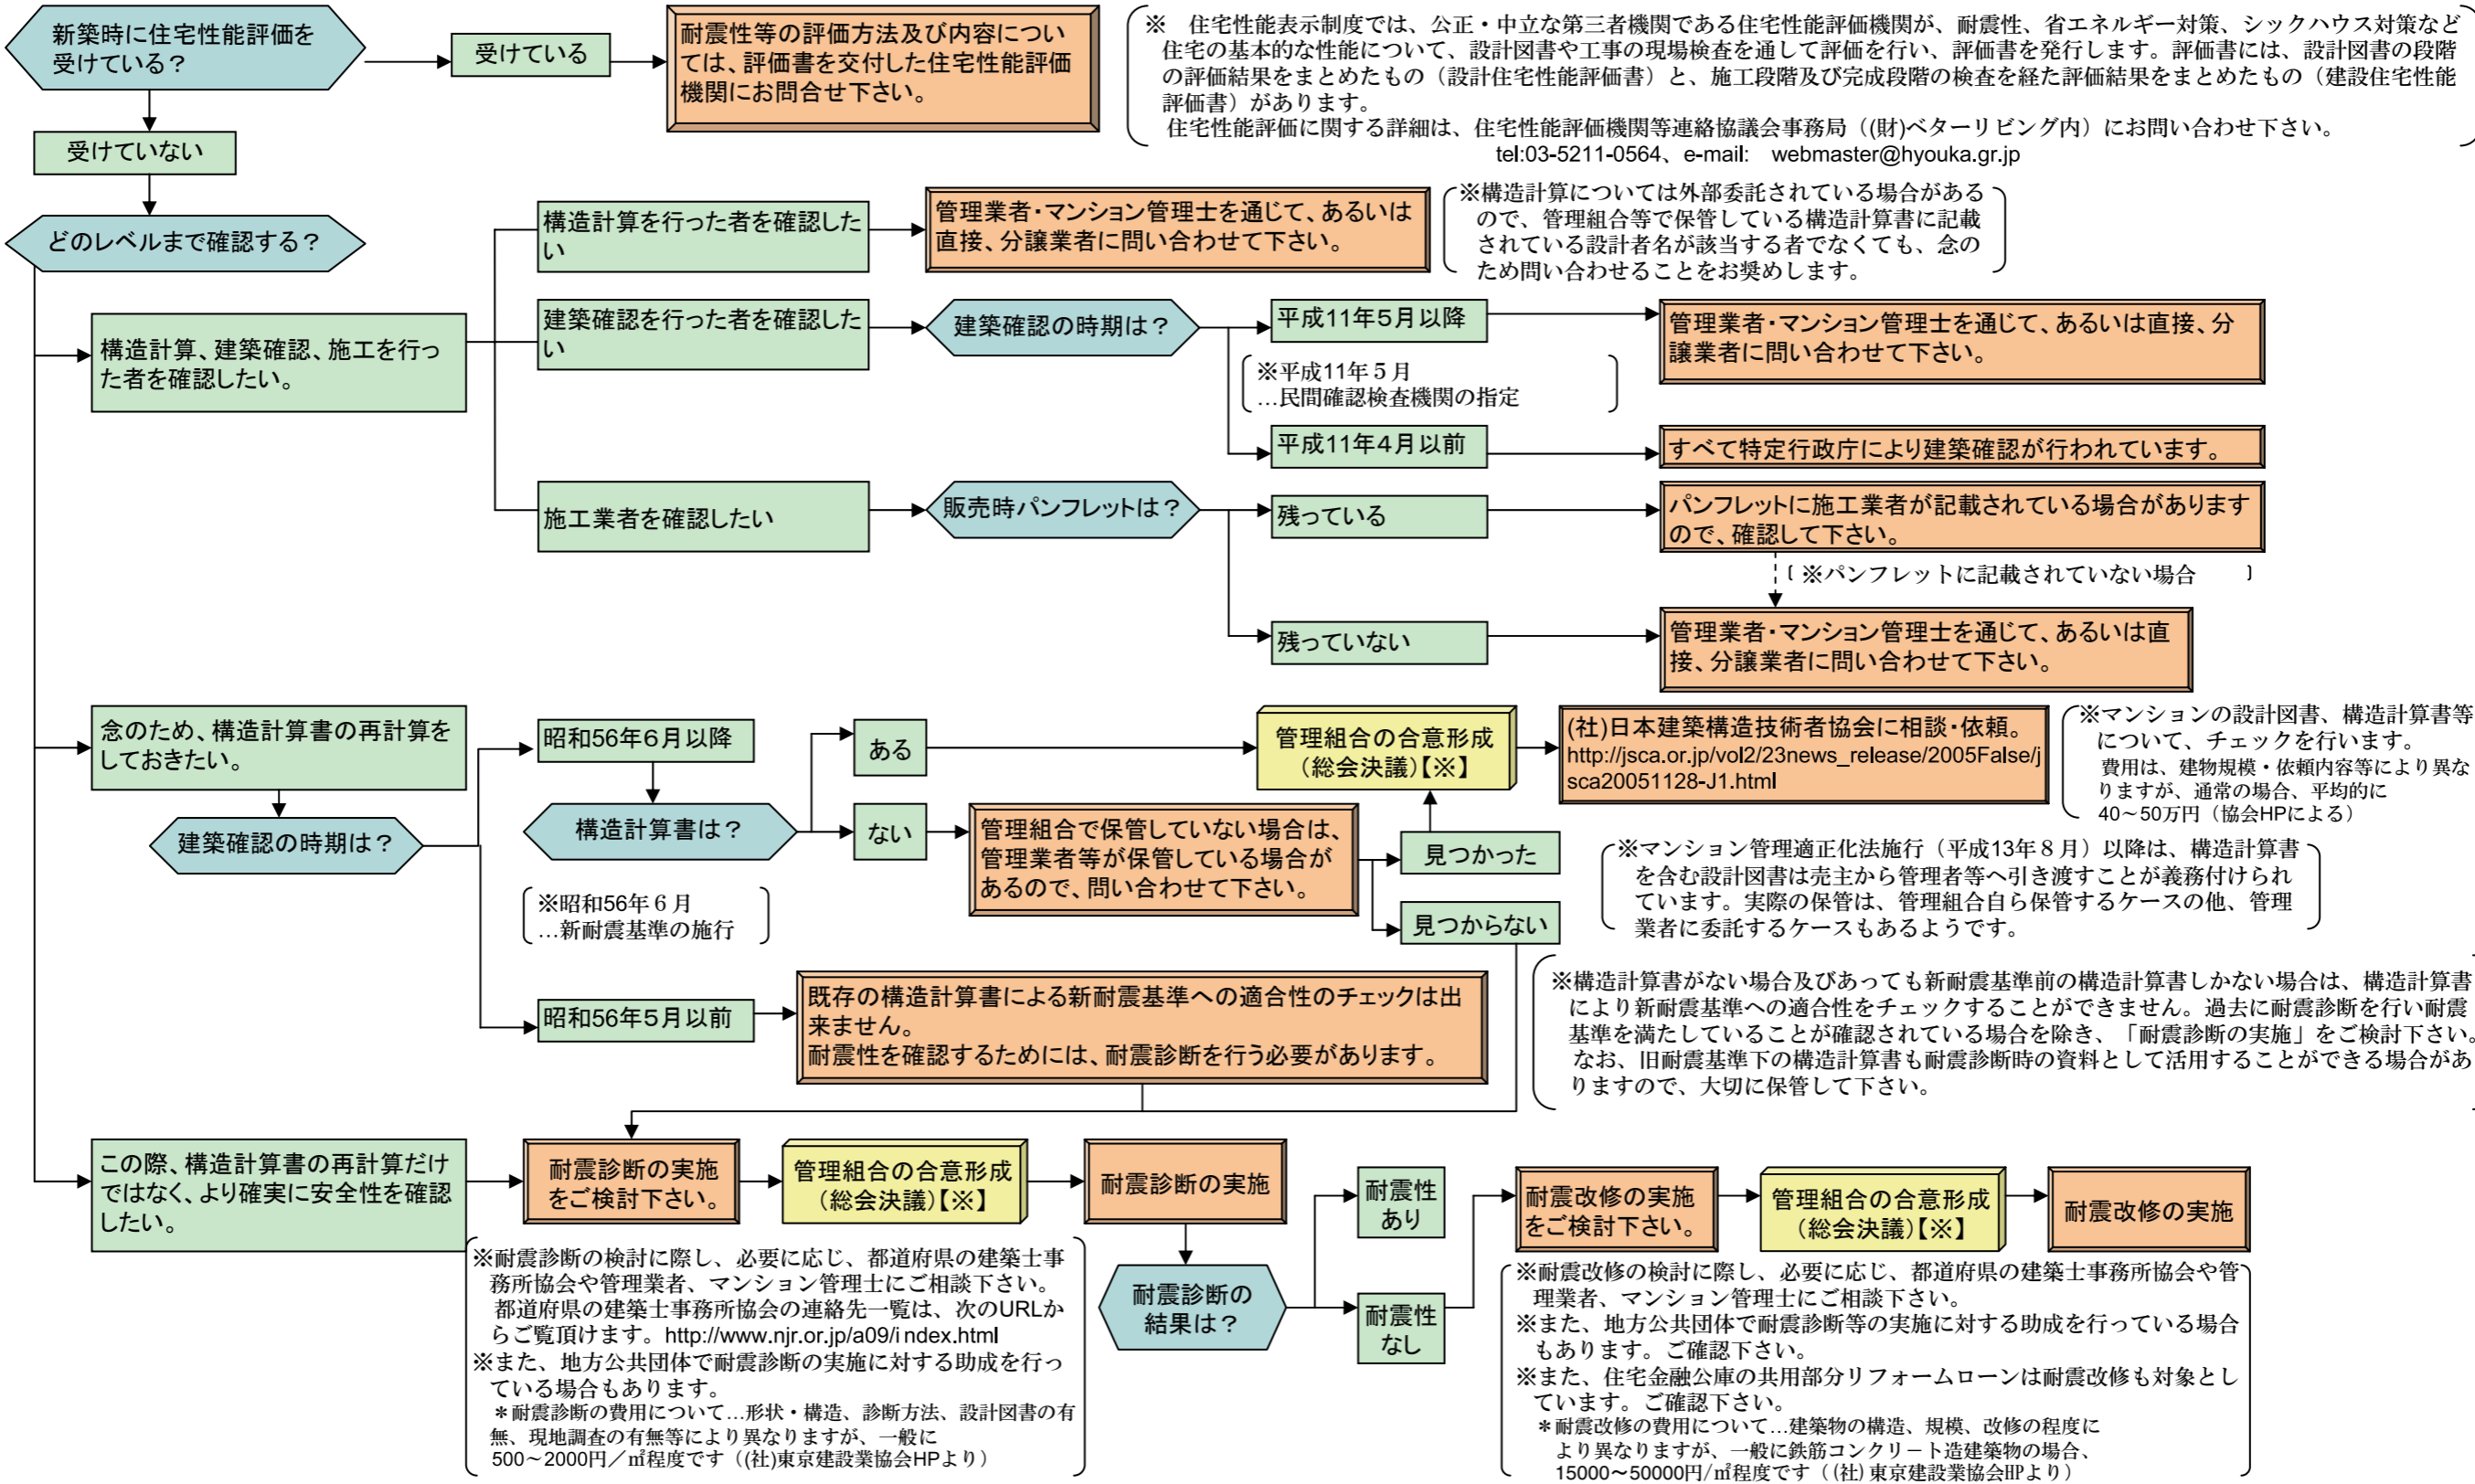 新築時に住宅性能評価を
受けている？
受けている
耐震性等の評価方法及び内容につい
ては、評価書を交付した住宅性能評価
機関にお問合せ下さい。
※　住宅性能表示制度では、公正・中立な第三者機関である住宅性能評価機関が、耐震性、省エネルギー対策、シックハウス対策など
住宅の基本的な性能について、設計図書や工事の現場検査を通して評価を行い、評価書を発行します。評価書には、設計図書の段階
の評価結果をまとめたもの（設計住宅性能評価書）と、施工段階及び完成段階の検査を経た評価結果をまとめたもの（建設住宅性能
評価書）があります。
住宅性能評価に関する詳細は、住宅性能評価機関等連絡協議会事務局（(財)ベターリビング内）にお問い合わせ下さい。
tel:03-5211-0564、e-mail:　webmaster@hyouka.gr.jp
受けていない
どのレベルまで確認する？
構造計算、建築確認、施工を行っ
た者を確認したい。
構造計算を行った者を確認した
い
管理業者・マンション管理士を通じて、あるいは
直接、分譲業者に問い合わせて下さい。
※構造計算については外部委託されている場合がある
ので、管理組合等で保管している構造計算書に記載
されている設計者名が該当する者でなくても、念の
ため問い合わせることをお奨めします。
建築確認を行った者を確認した
い
建築確認の時期は？
平成11年５月以降
管理業者・マンション管理士を通じて、あるいは直接、分
譲業者に問い合わせて下さい。
※平成11年５月
…民間確認検査機関の指定
平成11年４月以前
すべて特定行政庁により建築確認が行われています。
施工業者を確認したい
販売時パンフレットは？
残っている
パンフレットに施工業者が記載されている場合があります
ので、確認して下さい。
※パンフレットに記載されていない場合
残っていない
管理業者・マンション管理士を通じて、あるいは直
接、分譲業者に問い合わせて下さい。
念のため、構造計算書の再計算を
しておきたい。
建築確認の時期は？
昭和56年６月以降
構造計算書は？
※昭和56年６月
…新耐震基準の施行
ある
管理組合の合意形成
（総会決議）【※】
(社)日本建築構造技術者協会に相談・依頼。
http://jsca.or.jp/vol2/23news_release/2005False/j
sca20051128-J1.html
※マンションの設計図書、構造計算書等
について、チェックを行います。
費用は、建物規模・依頼内容等により異な
りますが、通常の場合、平均的に
40～50万円（協会HPによる）
ない
管理組合で保管していない場合は、
管理業者等が保管している場合が
あるので、問い合わせて下さい。
見つかった
見つからない
※マンション管理適正化法施行（平成13年８月）以降は、構造計算書
を含む設計図書は売主から管理者等へ引き渡すことが義務付けられ
ています。実際の保管は、管理組合自ら保管するケースの他、管理
業者に委託するケースもあるようです。
昭和56年５月以前
既存の構造計算書による新耐震基準への適合性のチェックは出
来ません。
耐震性を確認するためには、耐震診断を行う必要があります。
※構造計算書がない場合及びあっても新耐震基準前の構造計算書しかない場合は、構造計算書
により新耐震基準への適合性をチェックすることができません。過去に耐震診断を行い耐震
基準を満たしていることが確認されている場合を除き、「耐震診断の実施」をご検討下さい。
なお、旧耐震基準下の構造計算書も耐震診断時の資料として活用することができる場合があ
りますので、大切に保管して下さい。
この際、構造計算書の再計算だけ
ではなく、より確実に安全性を確認
したい。
耐震診断の実施
をご検討下さい。
管理組合の合意形成
（総会決議）【※】
耐震診断の実施
耐震診断の
結果は？
耐震性
あり
耐震性
なし
耐震改修の実施
をご検討下さい。
管理組合の合意形成
（総会決議）【※】
耐震改修の実施
※耐震診断の検討に際し、必要に応じ、都道府県の建築士事
務所協会や管理業者、マンション管理士にご相談下さい。
都道府県の建築士事務所協会の連絡先一覧は、次のURLか
らご覧頂けます。http://www.njr.or.jp/a09/index.html
※また、地方公共団体で耐震診断の実施に対する助成を行っ
ている場合もあります。
＊耐震診断の費用について…形状・構造、診断方法、設計図書の有
無、現地調査の有無等により異なりますが、一般に
500～2000円／㎡程度です（(社)東京建設業協会HPより）
※耐震改修の検討に際し、必要に応じ、都道府県の建築士事務所協会や管
理業者、マンション管理士にご相談下さい。
※また、地方公共団体で耐震診断等の実施に対する助成を行っている場合
もあります。ご確認下さい。
※また、住宅金融公庫の共用部分リフォームローンは耐震改修も対象とし
ています。ご確認下さい。
＊耐震改修の費用について…建築物の構造、規模、改修の程度に
より異なりますが、一般に鉄筋コンクリート造建築物の場合、
15000～50000円/㎡程度です（(社)東京建設業協会HPより）